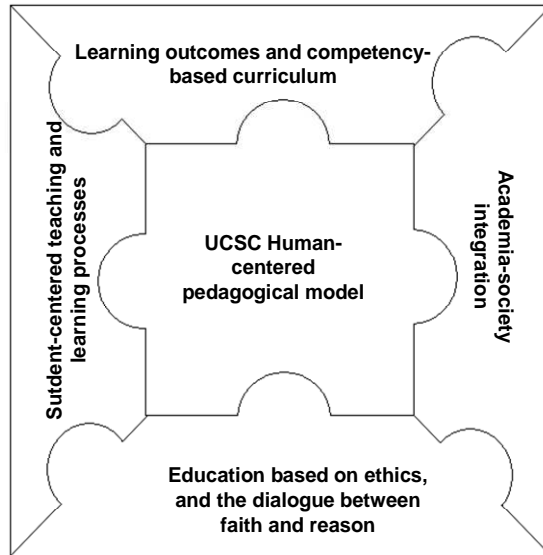 Learning outcomes and competency-
based curriculum
Sutdent-centered teaching and
learning processes
UCSC Human-
centered
pedagogical model
Academia-society
integration
Education based on ethics,
and the dialogue between
faith and reason